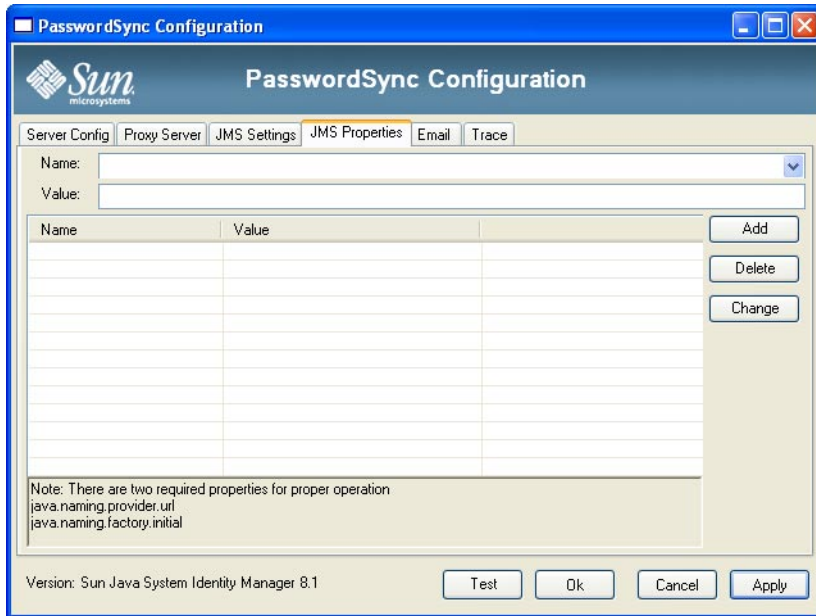 PasswordSync Configuration
Sun
microsystems
PasswordSync Configuration
Server Config Proxy Server JMS Settings JMS Properties Email Trace
Name:
Value:
Name Value
Add
Delete
Change
Note: There are two required properties for proper operation
java.naming.provider.url
java.naming.factory.initial
Version: Sun Java System Identity Manager 8.1
Test Ok Cancel Apply